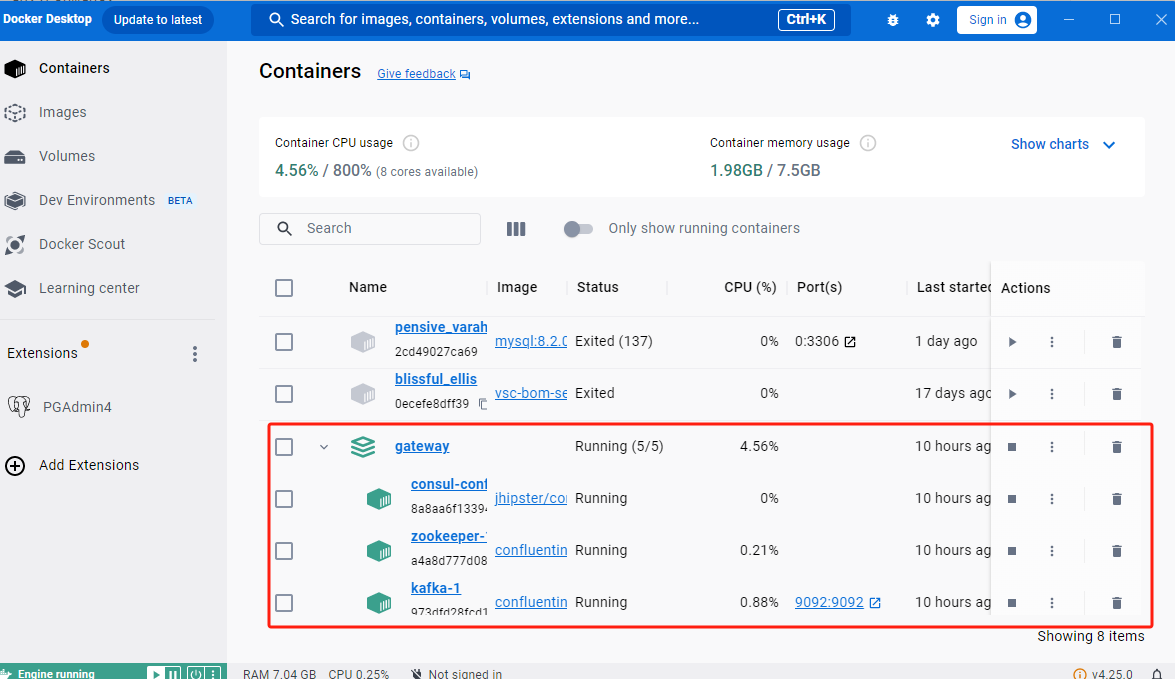 Docker Desktop
Update to latest
Search for images, containers, volumes, extensions and more...
Ctrl+K
Sign in
Containers
Images
Volumes
Dev Environments BETA
Docker Scout
Learning center
Extensions
PGAdmin4
Add Extensions
Containers Give feedback
Container CPU usage
4.56% / 800% (8 cores available)
Container memory usage
1.98GB / 7.5GB
Show charts
Search
Only show running containers
Name Image Status CPU (%) Port(s) Last started Actions
pensive_varah
2cd49027ca69
mysql:8.2.0 Exited (137) 0% 0:3306 1 day ago
blissful_ellis
0ecefe8dff39
vsc-bom-se Exited 0% 17 days ago
gateway Running (5/5) 4.56% 10 hours ag
consul-conf
8a8aa6f13394
jhipster/co Running 0% 10 hours ag
zookeeper-
a4a8d777d08
confluentin Running 0.21% 10 hours ag
kafka-1
973dfd28fcd1
confluentin Running 0.88% 9092:9092 10 hours ag
Showing 8 items
Engine running
RAM 7.04 GB CPU 0.25% Not signed in
v4.25.0